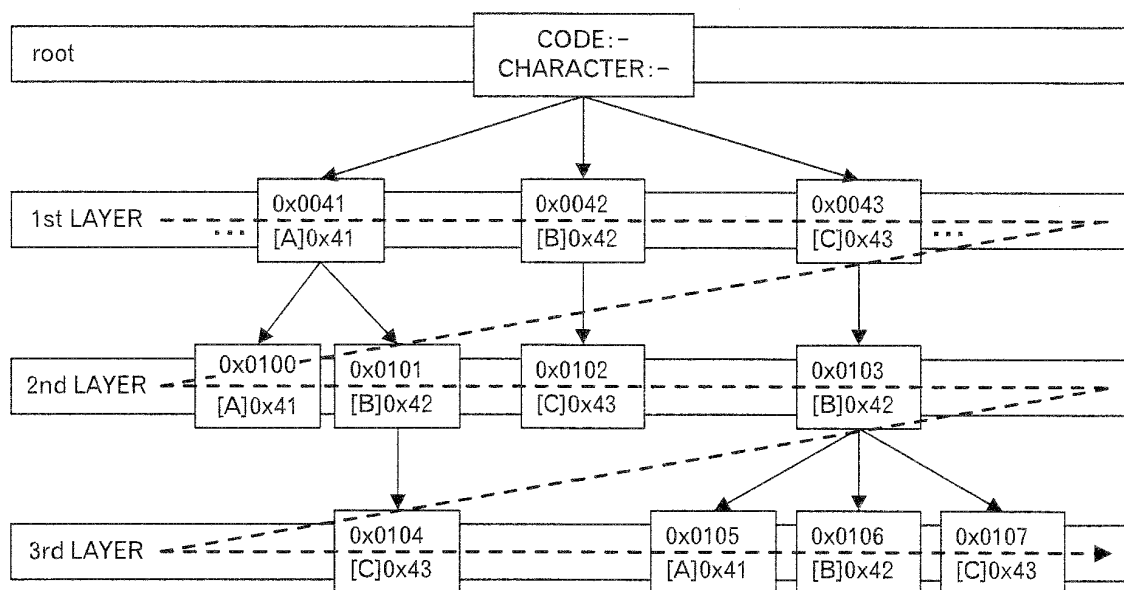 root
CODE:-
CHARACTER:-
1st LAYER
...
0x0041
[A]0x41
0x0042
[B]0x42
0x0043
[C]0x43
...
2nd LAYER
0x0100
[A]0x41
0x0101
[B]0x42
0x0102
[C]0x43
0x0103
[B]0x42
3rd LAYER
0x0104
[C]0x43
0x0105
[A]0x41
0x0106
[B]0x42
0x0107
[C]0x43